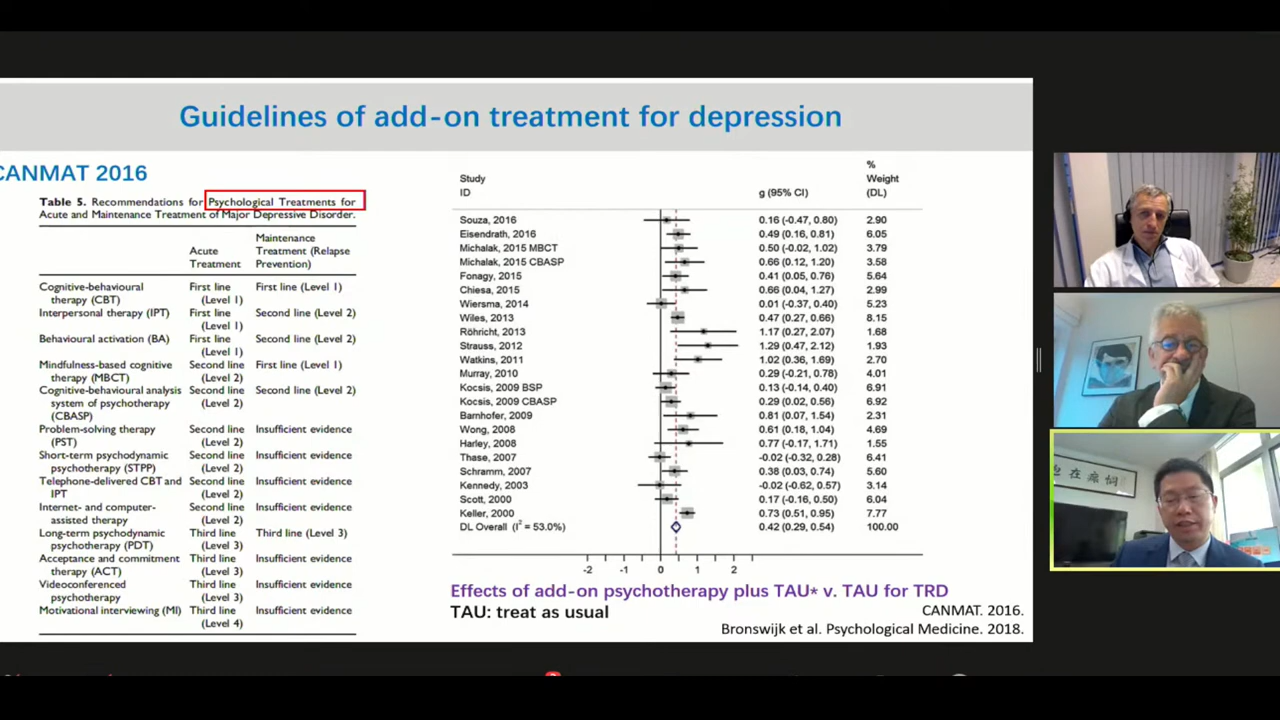 Guidelines of add-on treatment for depression
CANMAT 2016
Table 5. Recommendations for Psychological Treatments for
Acute and Maintenance Treatment of Major Depressive Disorder.
Acute Treatment Maintenance Treatment (Relapse Prevention)
Cognitive-behavioural therapy (CBT) First line (Level 1) First line (Level 1)
Interpersonal therapy (IPT) First line (Level 1) Second line (Level 2)
Behavioural activation (BA) First line (Level 1) Second line (Level 2)
Mindfulness-based cognitive therapy (MBCT) Second line (Level 2) First line (Level 1)
Cognitive-behavioural analysis system of psychotherapy (CBASP) Second line (Level 2) Second line (Level 2)
Problem-solving therapy (PST) Second line (Level 2) Insufficient evidence
Short-term psychodynamic psychotherapy (STPP) Second line (Level 2) Insufficient evidence
Telephone-delivered CBT and IPT Second line (Level 2) Insufficient evidence
Internet- and computer-assisted therapy Second line (Level 2) Insufficient evidence
Long-term psychodynamic psychotherapy (PDT) Third line (Level 3) Third line (Level 3)
Acceptance and commitment therapy (ACT) Third line (Level 3) Insufficient evidence
Videoconferenced psychotherapy Third line (Level 3) Insufficient evidence
Motivational interviewing (MI) Third line (Level 4) Insufficient evidence
Study ID g (95% CI) % Weight (DL)
Souza, 2016 0.16 (-0.47, 0.80) 2.90
Eisendrath, 2016 0.49 (0.16, 0.81) 6.05
Michalak, 2015 MBCT 0.50 (-0.02, 1.02) 3.79
Michalak, 2015 CBASP 0.66 (0.12, 1.20) 3.58
Fonagy, 2015 0.41 (0.05, 0.76) 5.64
Chiesa, 2015 0.66 (0.04, 1.27) 2.99
Wiersma, 2014 0.01 (-0.37, 0.40) 5.23
Wiles, 2013 0.47 (0.27, 0.66) 8.15
Röhricht, 2013 1.17 (0.27, 2.07) 1.68
Strauss, 2012 1.29 (0.47, 2.12) 1.93
Watkins, 2011 1.02 (0.36, 1.69) 2.70
Murray, 2010 0.29 (-0.21, 0.78) 4.01
Kocsis, 2009 BSP 0.13 (-0.14, 0.40) 6.91
Kocsis, 2009 CBASP 0.29 (0.02, 0.56) 6.92
Barnhofer, 2009 0.81 (0.07, 1.54) 2.31
Wong, 2008 0.61 (0.18, 1.04) 4.69
Harley, 2008 0.77 (-0.17, 1.71) 1.55
Thase, 2007 -0.02 (-0.32, 0.28) 6.41
Schramm, 2007 0.38 (0.03, 0.74) 5.60
Kennedy, 2003 -0.02 (-0.62, 0.57) 3.14
Scott, 2000 0.17 (-0.16, 0.50) 6.04
Keller, 2000 0.73 (0.51, 0.95) 7.77
DL Overall (I² = 53.0%) 0.42 (0.29, 0.54) 100.00
-2 -1 0 1 2
Effects of add-on psychotherapy plus TAU* v. TAU for TRD
TAU: treat as usual
CANMAT. 2016.
Bronswijk et al. Psychological Medicine. 2018.